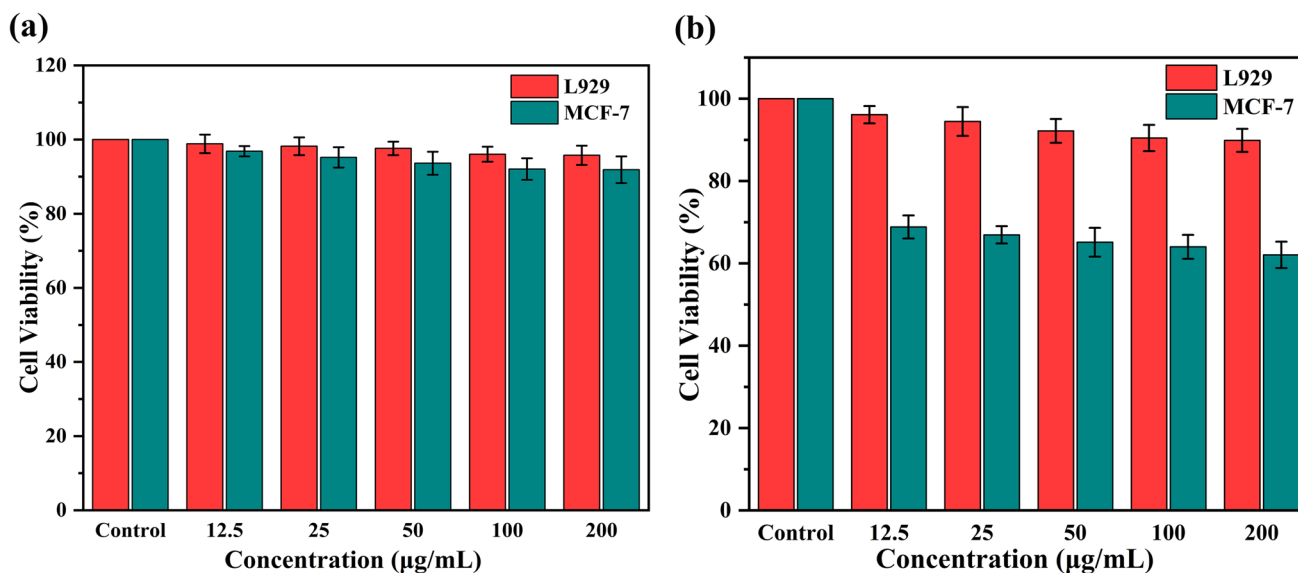 (a)
120
100
80
60
40
20
0
Cell Viability (%)
L929
MCF-7
Control 12.5 25 50 100 200
Concentration (µg/mL)
(b)
100
80
60
40
20
0
Cell Viability (%)
L929
MCF-7
Control 12.5 25 50 100 200
Concentration (µg/mL)